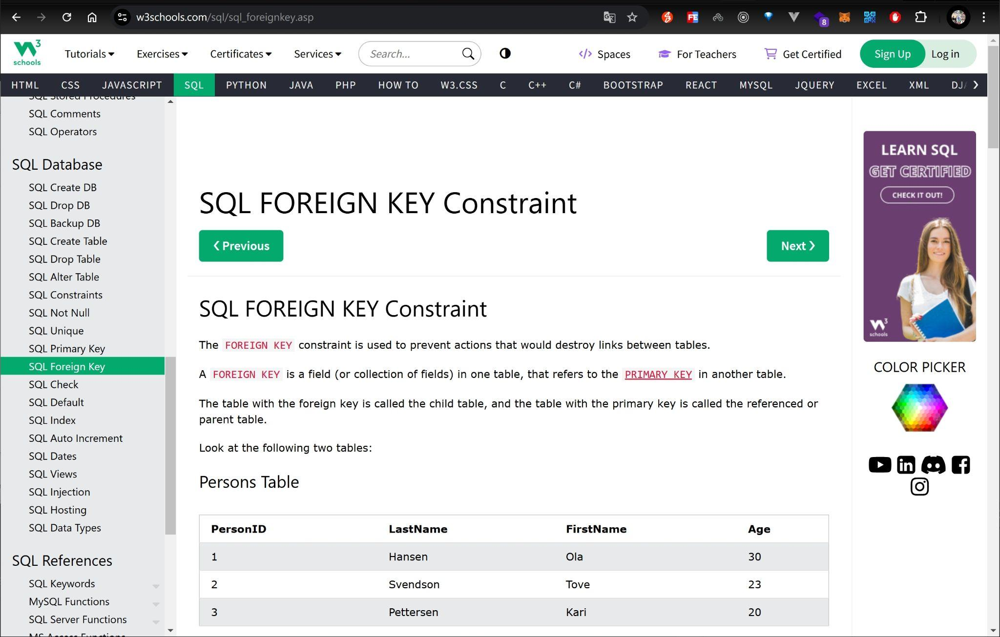 w3schools.com/sql/sql_foreignkey.asp
8
3
schools
Tutorials
Exercises
Certificates
Services
Search...
Spaces
For Teachers
Get Certified
Sign Up
Log in
HTML
CSS
JAVASCRIPT
SQL
PYTHON
JAVA
PHP
HOW TO
W3.CSS
C
C++
C#
BOOTSTRAP
REACT
MYSQL
JQUERY
EXCEL
XML
DJ
SQL Stored Procedures
SQL Comments
SQL Operators
SQL Database
SQL Create DB
SQL Drop DB
SQL Backup DB
SQL Create Table
SQL Drop Table
SQL Alter Table
SQL Constraints
SQL Not Null
SQL Unique
SQL Primary Key
SQL Foreign Key
SQL Check
SQL Default
SQL Index
SQL Auto Increment
SQL Dates
SQL Views
SQL Injection
SQL Hosting
SQL Data Types
SQL References
SQL Keywords
MySQL Functions
SQL Server Functions
MS Access Functions
SQL FOREIGN KEY Constraint
❮ Previous
Next ❯
SQL FOREIGN KEY Constraint
The FOREIGN KEY constraint is used to prevent actions that would destroy links between tables.
A FOREIGN KEY is a field (or collection of fields) in one table, that refers to the PRIMARY KEY in another table.
The table with the foreign key is called the child table, and the table with the primary key is called the referenced or
parent table.
Look at the following two tables:
Persons Table
PersonID LastName FirstName Age
1 Hansen Ola 30
2 Svendson Tove 23
3 Pettersen Kari 20
LEARN SQL
GET CERTIFIED
CHECK IT OUT!
3
schools
COLOR PICKER